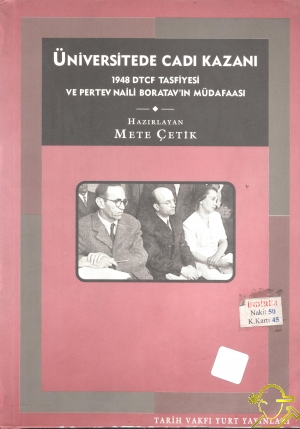 ÜNİVERSİTEDE CADI KAZANI
1948 DTCF TASFİYESİ
VE PERTEV NAİLİ BORATAV'IN MÜDAFAASI
HAZIRLAYAN
METE ÇETİK
Nakit 50
K.Kartı 45
TARİH VAKFI YURT YAYINLARI